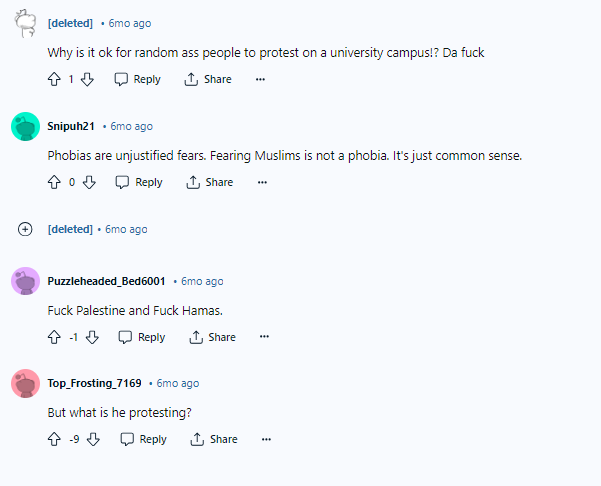 [deleted] • 6mo ago
Why is it ok for random ass people to protest on a university campus!? Da fuck
1 Reply Share ...
Snipuh21 • 6mo ago
Phobias are unjustified fears. Fearing Muslims is not a phobia. It's just common sense.
0 Reply Share ...
[deleted] • 6mo ago
Puzzleheaded_Bed6001 • 6mo ago
Fuck Palestine and Fuck Hamas.
-1 Reply Share ...
Top_Frosting_7169 • 6mo ago
But what is he protesting?
-9 Reply Share ...